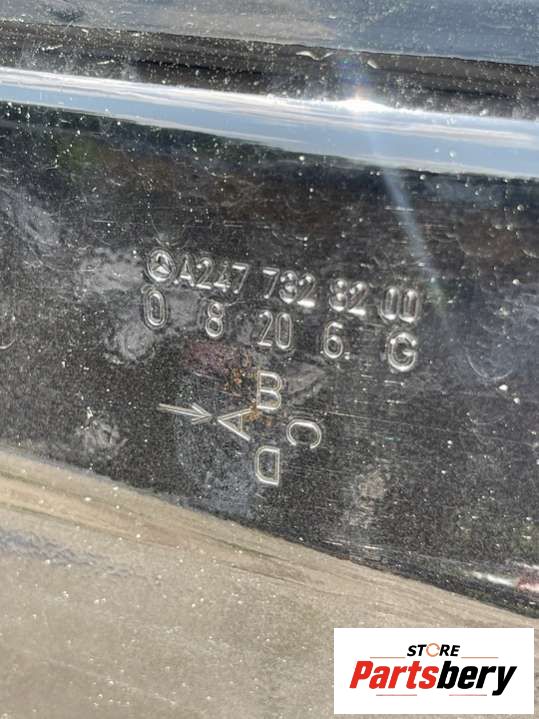 A247 732 82 00
0 8 20 6. G
B
A
C
D
STORE
Partsbery